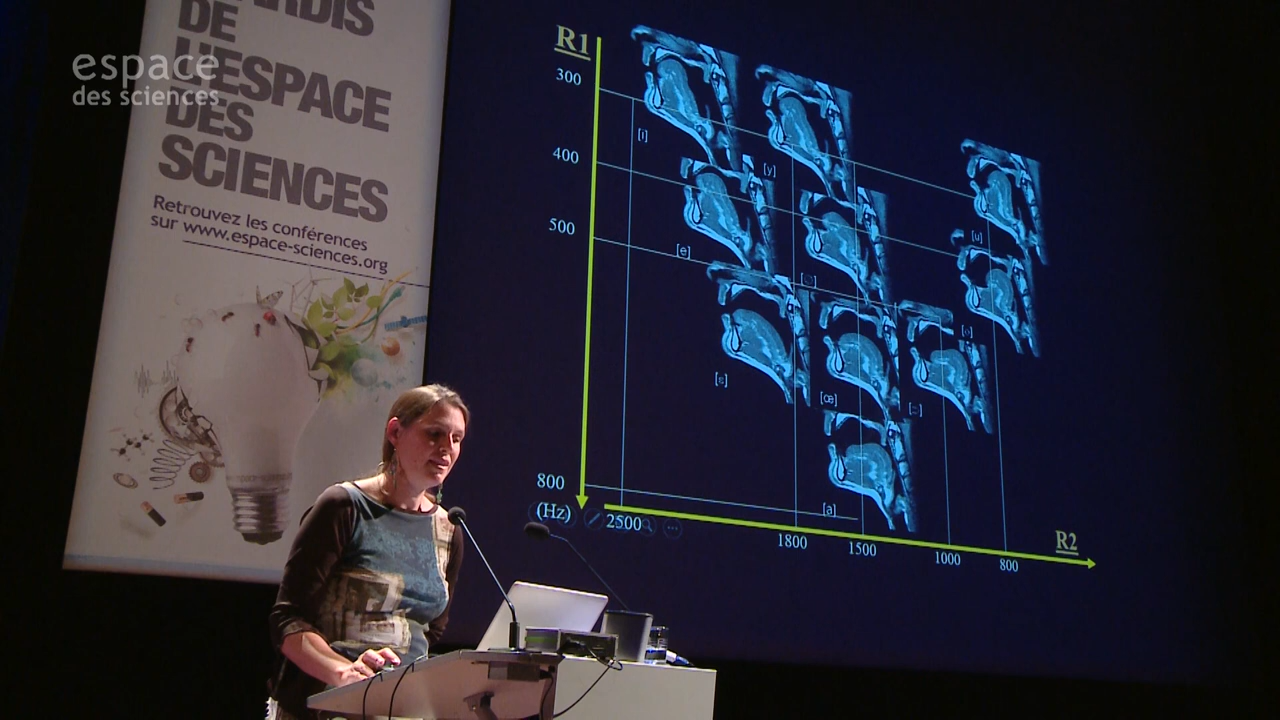 ARDIS
DE
L'ESPACE
DES
SCIENCES
Retrouvez les conférences
sur www.espace-sciences.org
espace
des sciences
R1
300
400
500
800
(Hz)
[i]
[y]
[u]
[e]
[ε]
[œ]
[a]
2500
1800
1500
1000
800
R2